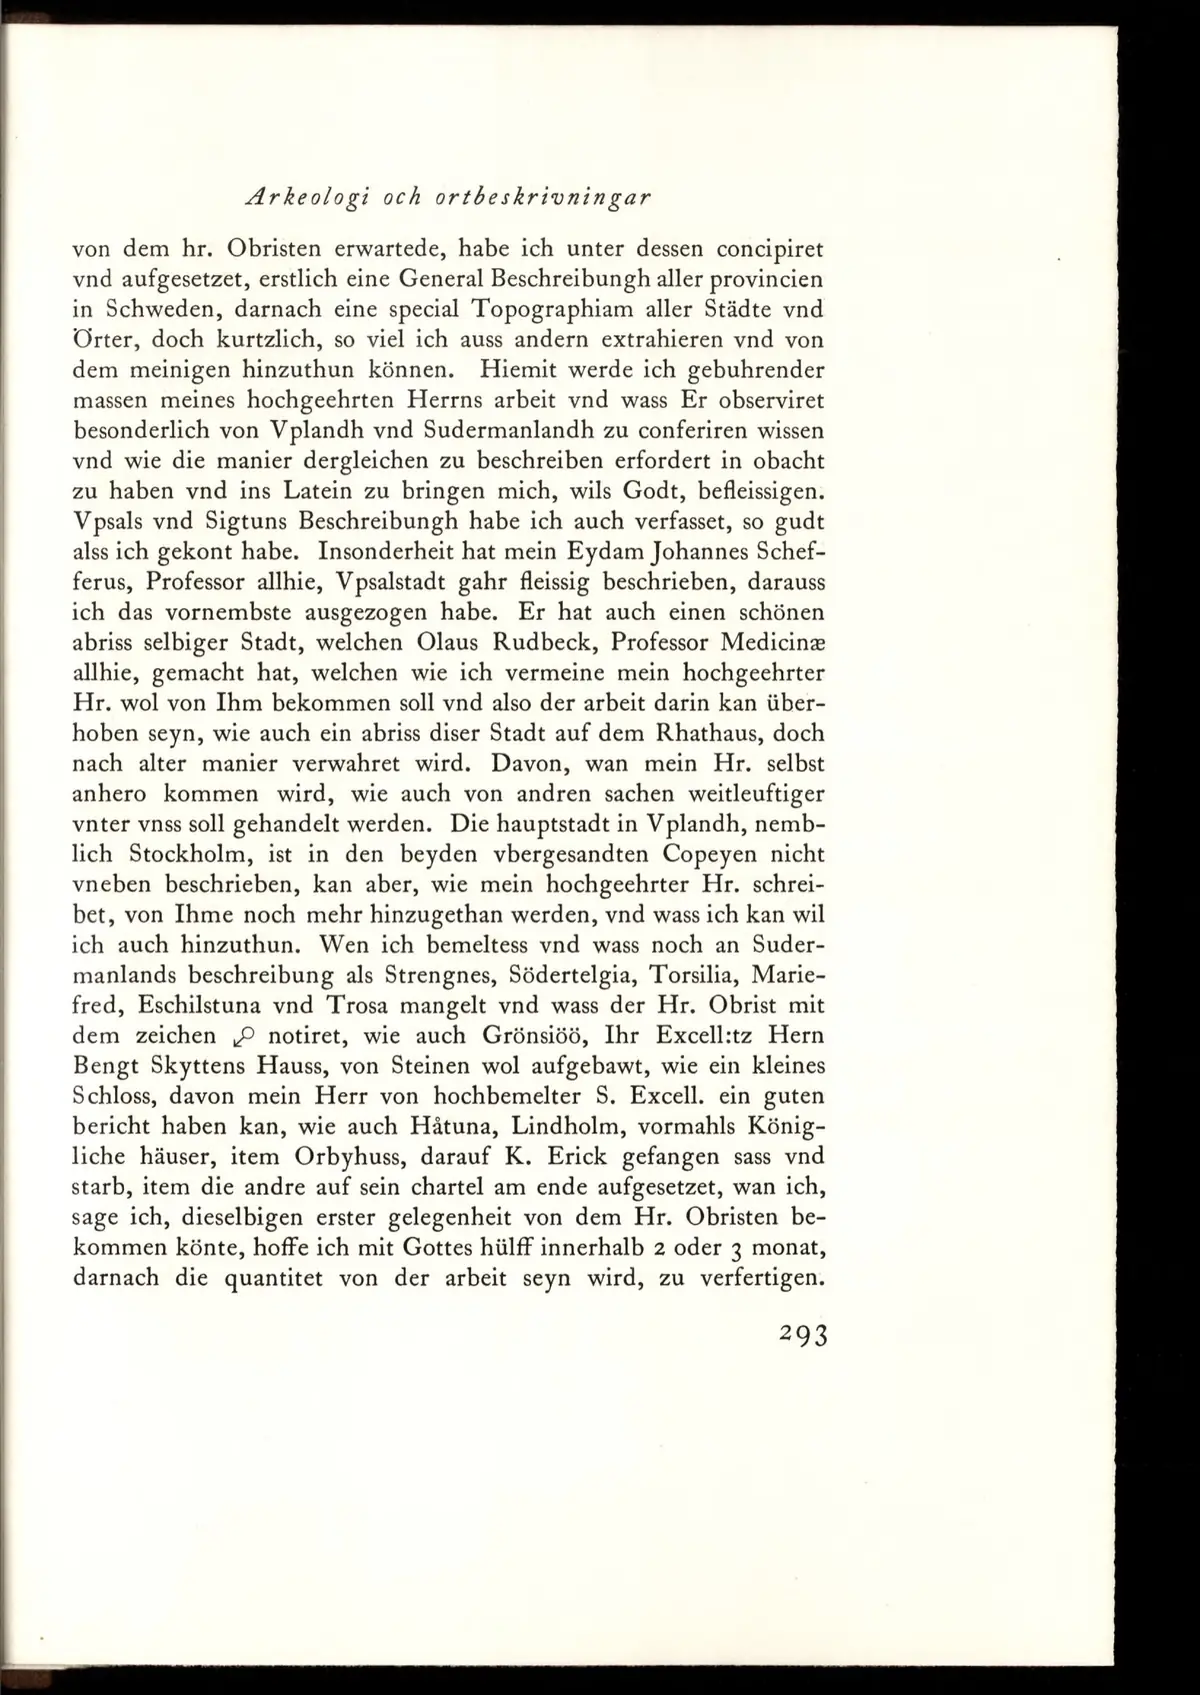 Arkeologi och ortbeskrivningar
von dem hr. Obristen erwartede, habe ich unter dessen concipiret
vnd aufgesetzet, erstlich eine General Beschreibungh aller provincien
in Schweden, darnach eine special Topographiam aller Städte vnd
Örter, doch kurtzlich, so viel ich auss andern extrahieren vnd von
dem meinigen hinzuthun können. Hiemit werde ich gebuhrender
massen meines hochgeehrten Herrns arbeit vnd wass Er observiret
besonderlich von Vplandh vnd Sudermanlandh zu conferiren wissen
vnd wie die manier dergleichen zu beschreiben erfordert in obacht
zu haben vnd ins Latein zu bringen mich, wils Godt, befleissigen.
Vpsals vnd Sigtuns Beschreibungh habe ich auch verfasset, so gudt
alss ich gekont habe. Insonderheit hat mein Eydam Johannes Schef-
ferus, Professor allhie, Vpsalstadt gahr fleissig beschrieben, darauss
ich das vornembste ausgezogen habe. Er hat auch einen schönen
abriss selbiger Stadt, welchen Olaus Rudbeck, Professor Medicinæ
allhie, gemacht hat, welchen wie ich vermeine mein hochgeehrter
Hr. wol von Ihm bekommen soll vnd also der arbeit darin kan über-
hoben seyn, wie auch ein abriss diser Stadt auf dem Rhathaus, doch
nach alter manier verwahret wird. Davon, wan mein Hr. selbst
anhero kommen wird, wie auch von andren sachen weitleuftiger
vnter vnss soll gehandelt werden. Die hauptstadt in Vplandh, nemb-
lich Stockholm, ist in den beyden vbergesandten Copeyen nicht
vneben beschrieben, kan aber, wie mein hochgeehrter Hr. schrei-
bet, von Ihme noch mehr hinzugethan werden, vnd wass ich kan wil
ich auch hinzuthun. Wen ich bemeltess vnd wass noch an Suder-
manlands beschreibung als Strengnes, Södertelgia, Torsilia, Marie-
fred, Eschilstuna vnd Trosa mangelt vnd wass der Hr. Obrist mit
dem zeichen notiret, wie auch Grönsiöö, Ihr Excell:tz Hern
Bengt Skyttens Hauss, von Steinen wol aufgebawt, wie ein kleines
Schloss, davon mein Herr von hochbemelter S. Excell. ein guten
bericht haben kan, wie auch Håtuna, Lindholm, vormahls König-
liche häuser, item Orbyhuss, darauf K. Erick gefangen sass vnd
starb, item die andre auf sein chartel am ende aufgesetzet, wan ich,
sage ich, dieselbigen erster gelegenheit von dem Hr. Obristen be-
kommen könte, hoffe ich mit Gottes hülff innerhalb 2 oder 3 monat,
darnach die quantitet von der arbeit seyn wird, zu verfertigen.
293